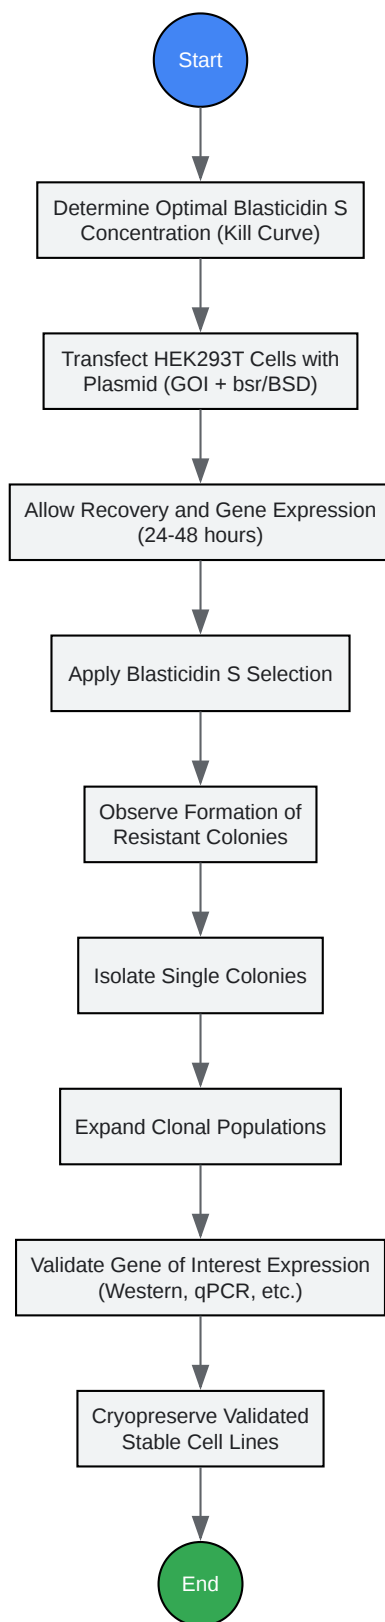 Start
Determine Optimal Blasticidin S
Concentration (Kill Curve)
Transfect HEK293T Cells with
Plasmid (GOI + bsr/BSD)
Allow Recovery and Gene Expression
(24-48 hours)
Apply Blasticidin S Selection
Observe Formation of
Resistant Colonies
Isolate Single Colonies
Expand Clonal Populations
Validate Gene of Interest Expression
(Western, qPCR, etc.)
Cryopreserve Validated
Stable Cell Lines
End